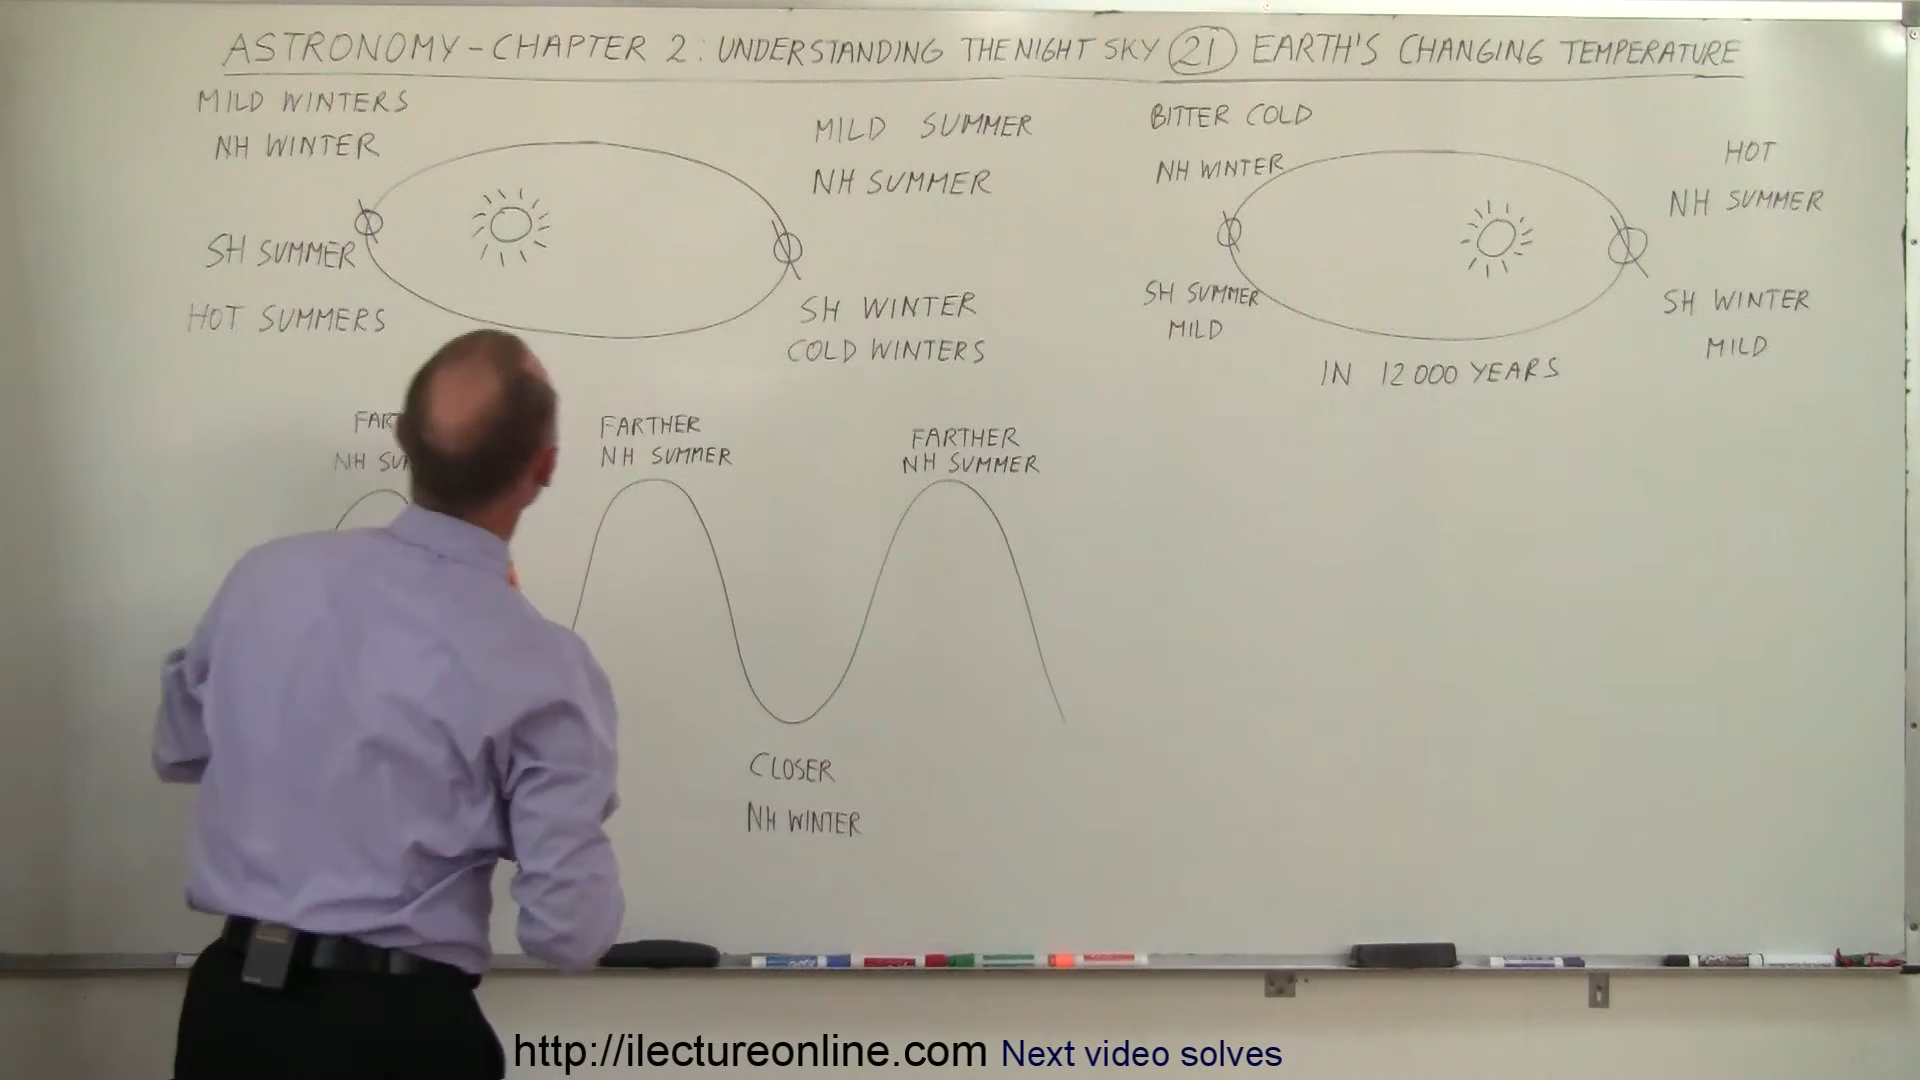 ASTRONOMY - CHAPTER 2: UNDERSTANDING THE NIGHT SKY 21 EARTH'S CHANGING TEMPERATURE
MILD WINTERS
NH WINTER
SH SUMMER
HOT SUMMERS
MILD SUMMER
NH SUMMER
SH WINTER
COLD WINTERS
BITTER COLD
NH WINTER
SH SUMMER
MILD
HOT
NH SUMMER
SH WINTER
MILD
IN 12000 YEARS
NH
FARTHER
NH SUMMER
FARTHER
NH SUMMER
CLOSER
NH WINTER
http://ilectureonline.com Next video solves